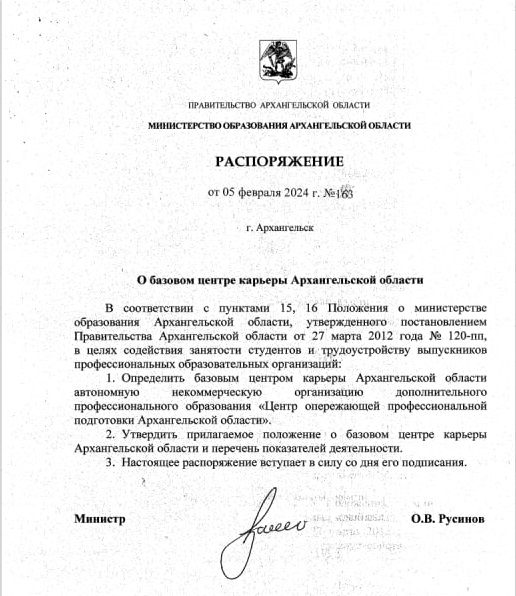 ПРАВИТЕЛЬСТВО АРХАНГЕЛЬСКОЙ ОБЛАСТИ
МИНИСТЕРСТВО ОБРАЗОВАНИЯ АРХАНГЕЛЬСКОЙ ОБЛАСТИ
РАСПОРЯЖЕНИЕ
от 05 февраля 2024 г. №163
г. Архангельск
О базовом центре карьеры Архангельской области
В соответствии с пунктами 15, 16 Положения о министерстве
образования Архангельской области, утвержденного постановлением
Правительства Архангельской области от 27 марта 2012 года № 120-пп,
в целях содействия занятости студентов и трудоустройству выпускников
профессиональных образовательных организаций:
1. Определить базовым центром карьеры Архангельской области
автономную некоммерческую организацию дополнительного
профессионального образования «Центр опережающей профессиональной
подготовки Архангельской области».
2. Утвердить прилагаемое положение о базовом центре карьеры
Архангельской области и перечень показателей деятельности.
3. Настоящее распоряжение вступает в силу со дня его подписания.
Министр О.В. Русинов